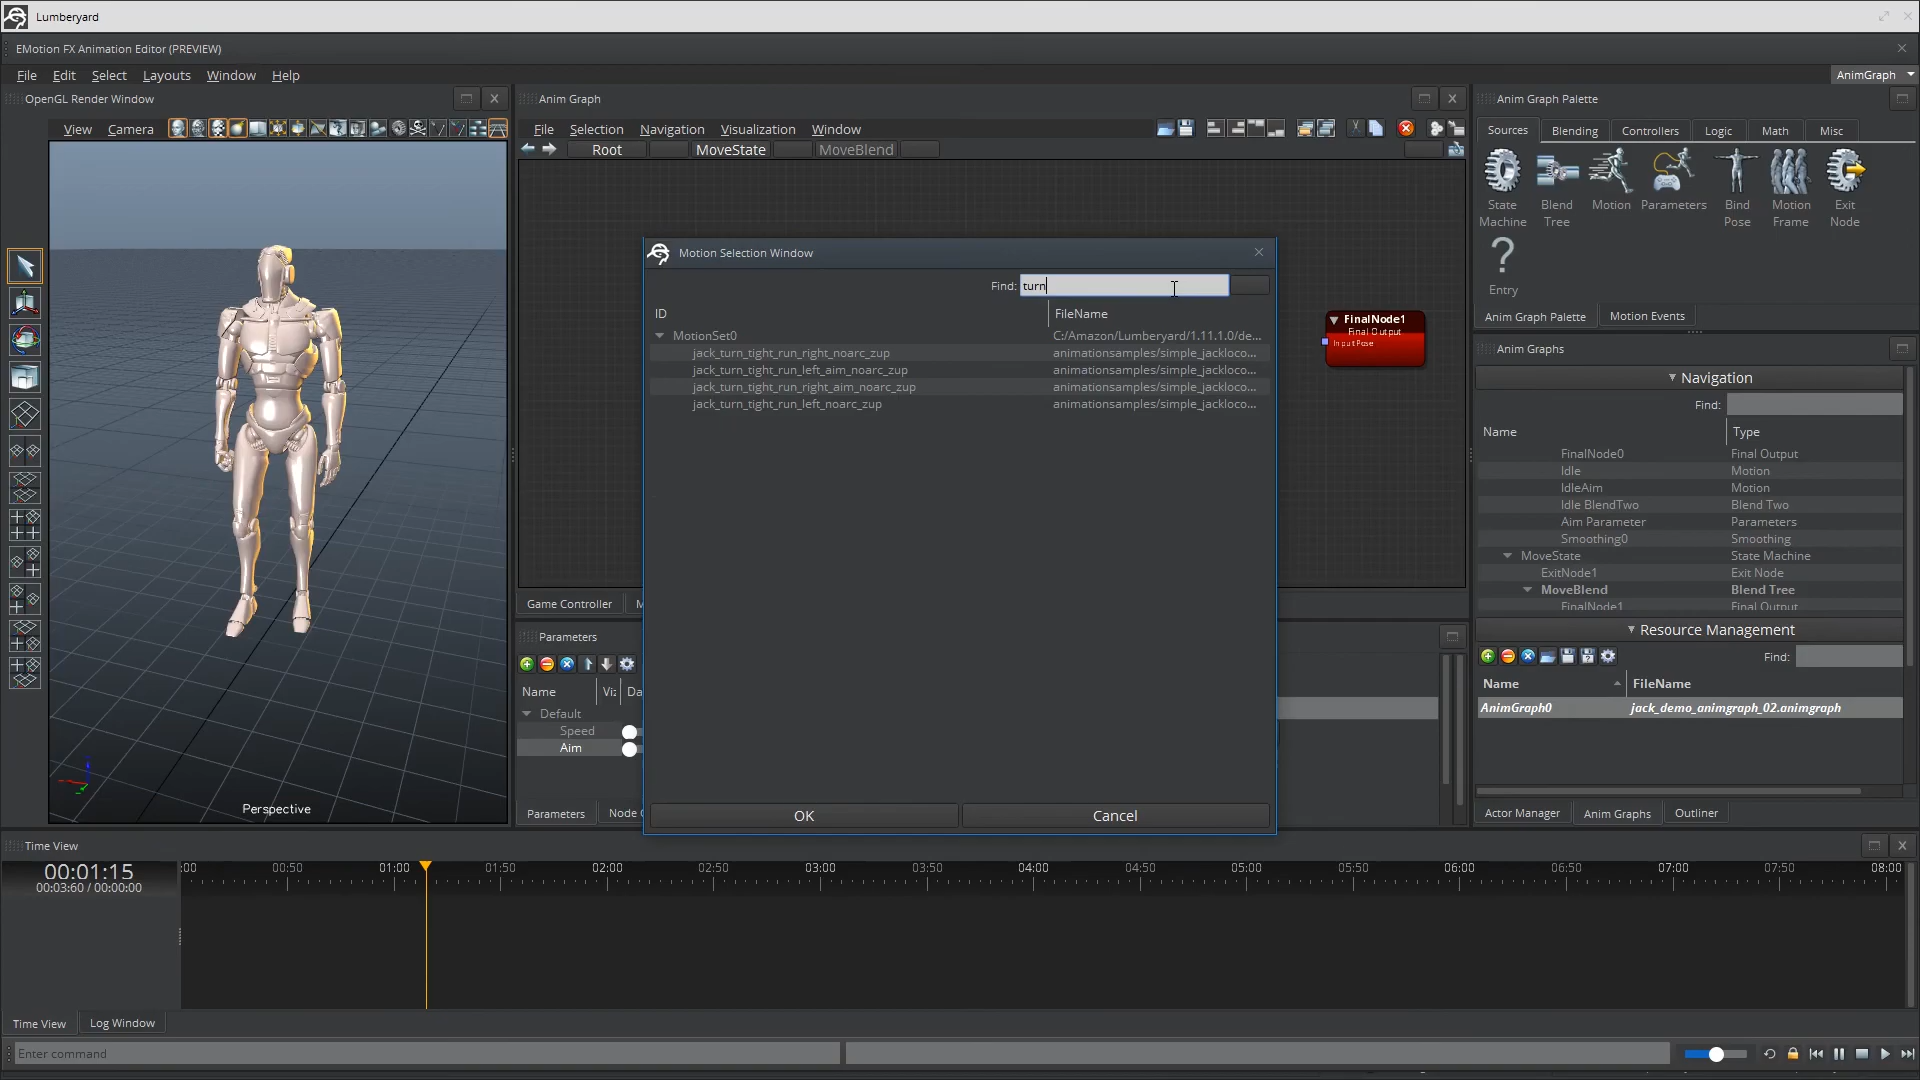 Lumberyard
EMotion FX Animation Editor (PREVIEW)
File Edit Select Layouts Window Help
AnimGraph
OpenGL Render Window
View Camera
Perspective
Anim Graph
File Selection Navigation Visualization Window
Root MoveState MoveBlend
FinalNode1
Final Output
Input Pose
Motion Selection Window
Find: turn
ID FileName
MotionSet0 C:/Amazon/Lumberyard/1.11.1.0/de...
jack_turn_tight_run_right_noarc_zup animationsamples/simple_jackloco...
jack_turn_tight_run_left_aim_noarc_zup animationsamples/simple_jackloco...
jack_turn_tight_run_right_aim_noarc_zup animationsamples/simple_jackloco...
jack_turn_tight_run_left_noarc_zup animationsamples/simple_jackloco...
OK Cancel
Game Controller
Parameters
Name
Default
Speed
Aim
Parameters
Anim Graph Palette
Sources Blending Controllers Logic Math Misc
State Machine
Blend Tree
Motion
Parameters
Bind Pose
Motion Frame
Exit Node
Entry
Anim Graph Palette Motion Events
Anim Graphs
Navigation
Find:
Name Type
FinalNode0 Final Output
Idle Motion
IdleAim Motion
Idle BlendTwo Blend Two
Aim Parameter Parameters
Smoothing0 Smoothing
MoveState State Machine
ExitNode1 Exit Node
MoveBlend Blend Tree
FinalNode1 Final Output
Resource Management
Find:
Name FileName
AnimGraph0 jack_demo_animgraph_02.animgraph
Actor Manager Anim Graphs Outliner
Time View
00:01:15
00:03:60 / 00:00:00
:00 00:50 01:00 01:50 02:00 02:50 03:00 03:50 04:00 04:50 05:00 05:50 06:00 06:50 07:00 07:50 08:00
Time View Log Window
Enter command